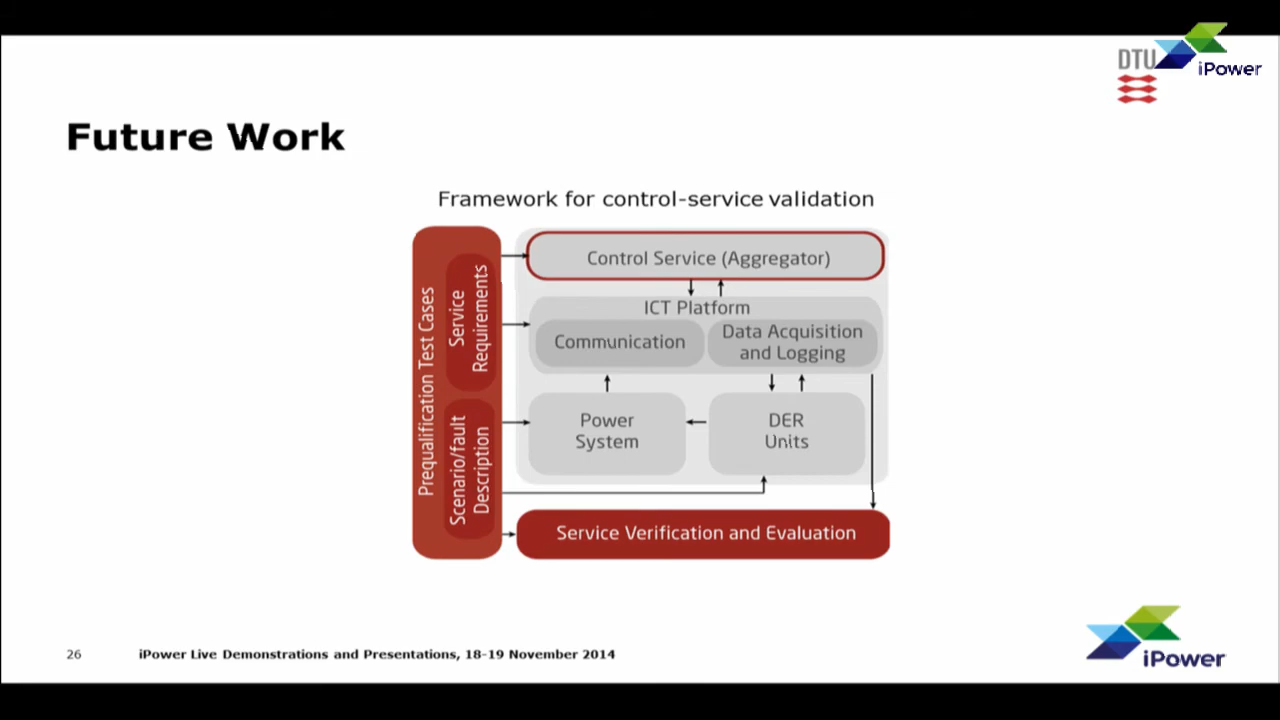 DTU
iPower
Future Work
Framework for control-service validation
Prequalification Test Cases
Service
Requirements
Scenario/fault
Description
Control Service (Aggregator)
ICT Platform
Communication
Data Acquisition
and Logging
Power
System
DER
Units
Service Verification and Evaluation
26
iPower Live Demonstrations and Presentations, 18-19 November 2014
iPower